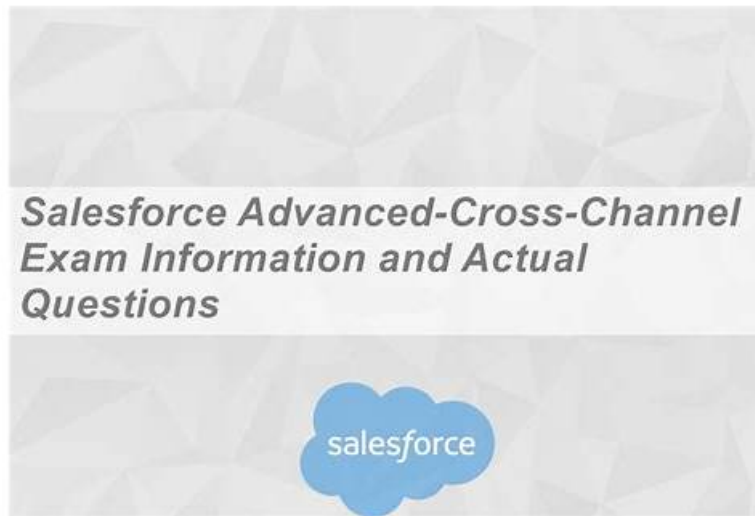 Salesforce Advanced-Cross-Channel
Exam Information and Actual
Questions
salesforce